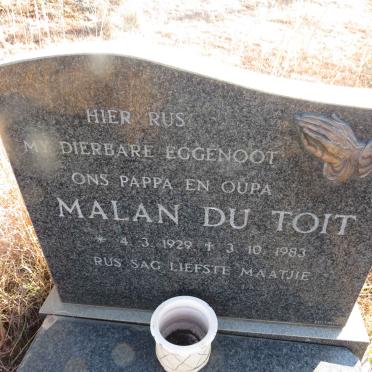 HIER RUS
MY DIERBARE EGGENOOT
ONS PAPPA EN OUPA
MALAN DU TOIT
* 4.3.1929 † 3.10.1983
RUS SAG LIEFSTE MAATJIE